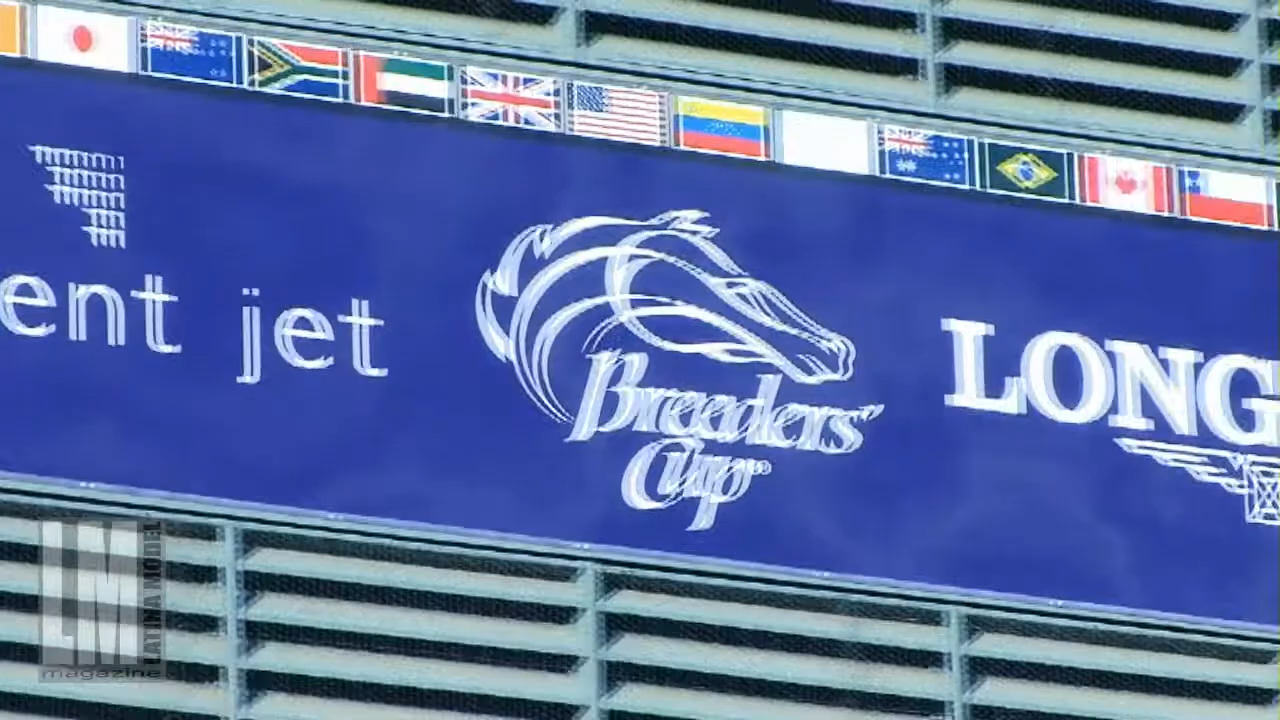 ent jet
Breeders'
Cup
LONG
LM
LATINA MODEL
magazine